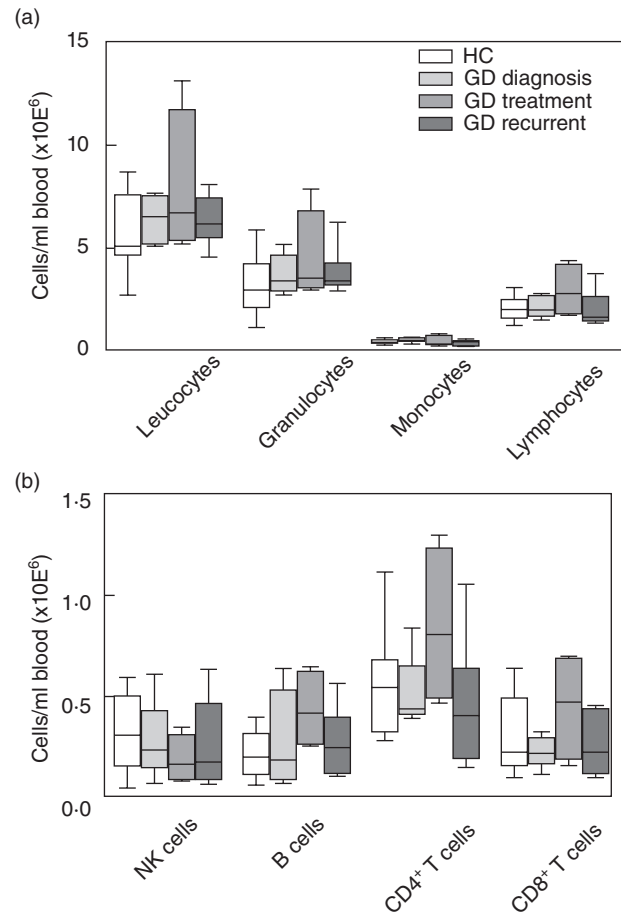 (a)
15
10
5
0
Cells/ml blood (x10E⁶)
HC
GD diagnosis
GD treatment
GD recurrent
Leucocytes
Granulocytes
Monocytes
Lymphocytes
(b)
1·5
1·0
0·5
0·0
Cells/ml blood (x10E⁶)
NK cells
B cells
CD4⁺ T cells
CD8⁺ T cells